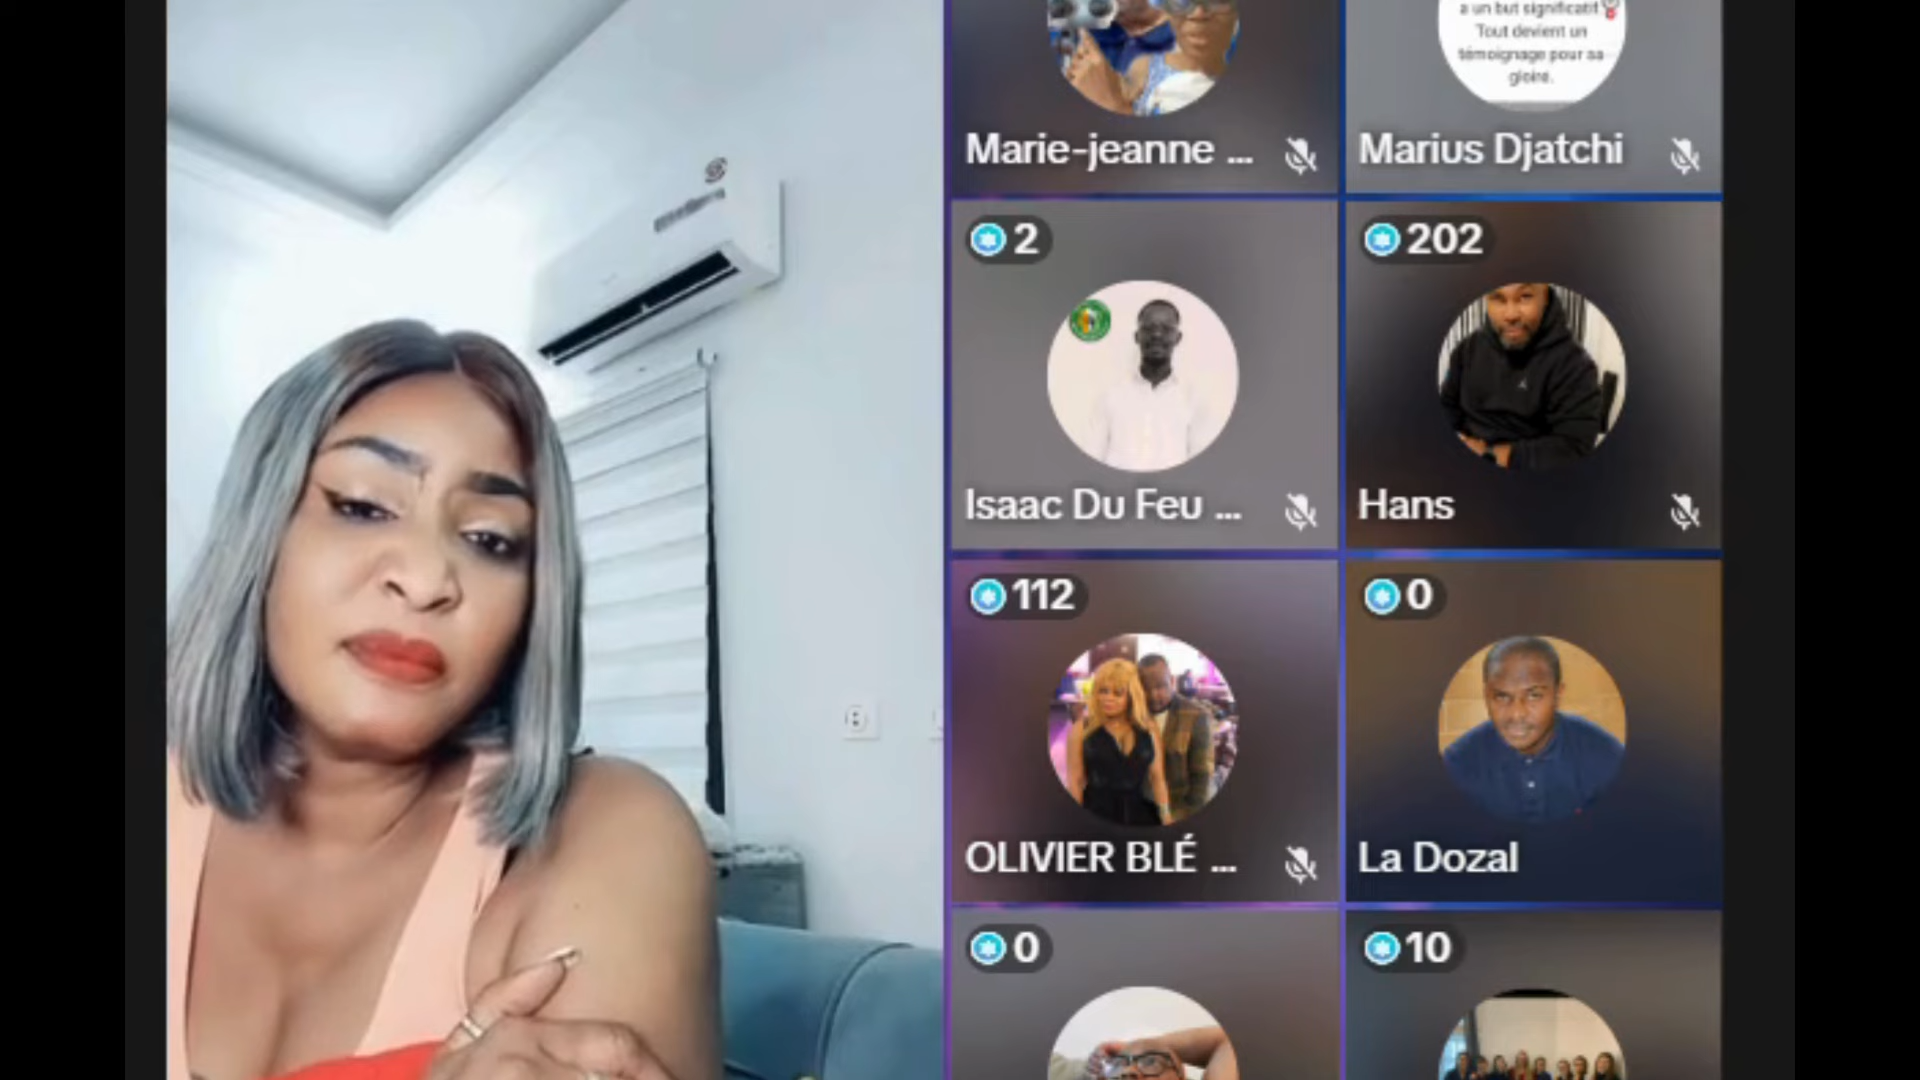 a un but significatif
Tout devient un
témoignage pour sa
gloire.
Marie-jeanne ...
Marius Djatchi
2
202
Isaac Du Feu ...
Hans
112
0
OLIVIER BLÉ ...
La Dozal
0
10